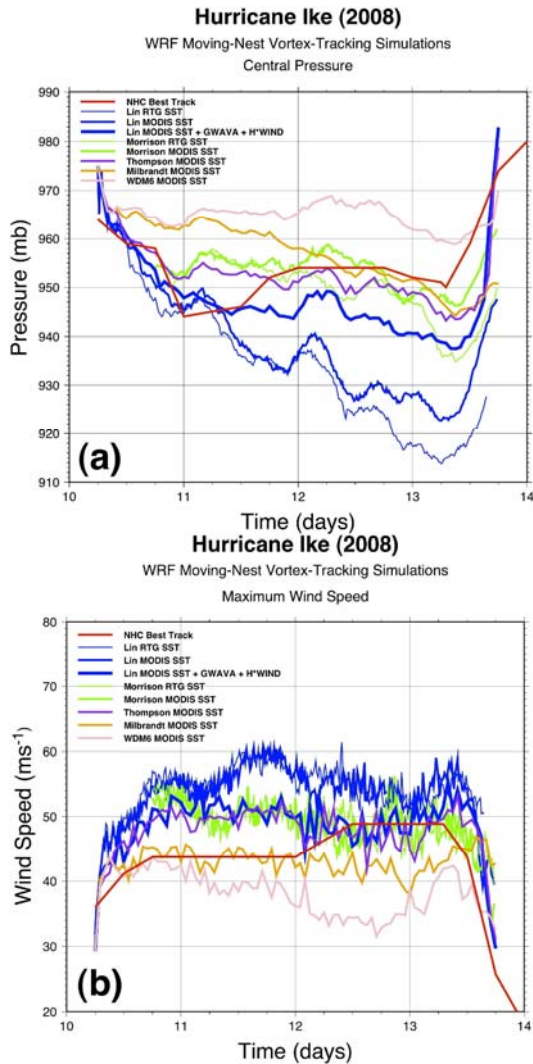 Hurricane Ike (2008)
WRF Moving-Nest Vortex-Tracking Simulations
Central Pressure
990
980
970
960
950
940
930
920
910
Pressure (mb)
NHC Best Track
Lin RTG SST
Lin MODIS SST
Lin MODIS SST + GWAVA + H*WIND
Morrison RTG SST
Morrison MODIS SST
Thompson MODIS SST
Milbrandt MODIS SST
WDM6 MODIS SST
(a)
10 11 12 13 14
Time (days)
Hurricane Ike (2008)
WRF Moving-Nest Vortex-Tracking Simulations
Maximum Wind Speed
80
70
60
50
40
30
20
Wind Speed (ms-1)
NHC Best Track
Lin RTG SST
Lin MODIS SST
Lin MODIS SST + GWAVA + H*WIND
Morrison RTG SST
Morrison MODIS SST
Thompson MODIS SST
Milbrandt MODIS SST
WDM6 MODIS SST
(b)
10 11 12 13 14
Time (days)